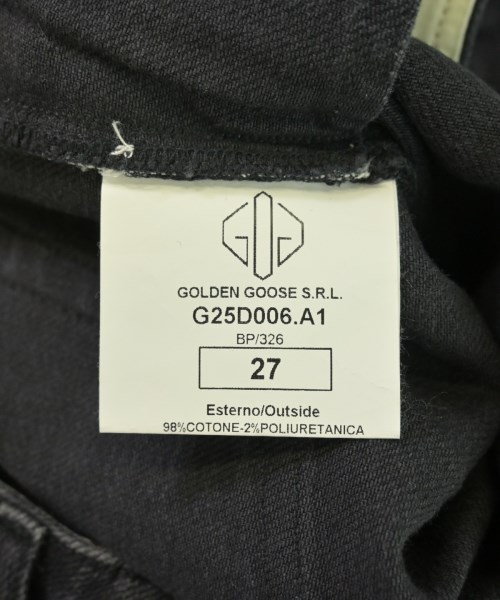 GOLDEN GOOSE S.R.L.
G25D006.A1
BP/326
27
Esterno/Outside
98%COTONE-2%POLIURETANICA